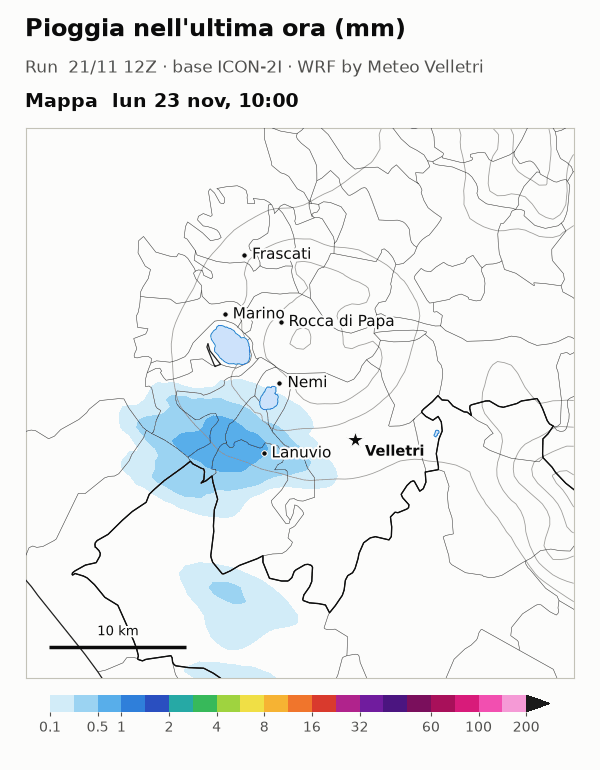 Pioggia nell'ultima ora (mm)
Run 21/11 12Z · base ICON-2I · WRF by Meteo Velletri
Mappa lun 23 nov, 10:00
Frascati
Marino
Rocca di Papa
Nemi
Velletri
Lanuvio
10 km
0.1 0.5 1 2 4 8 16 32 60 100 200